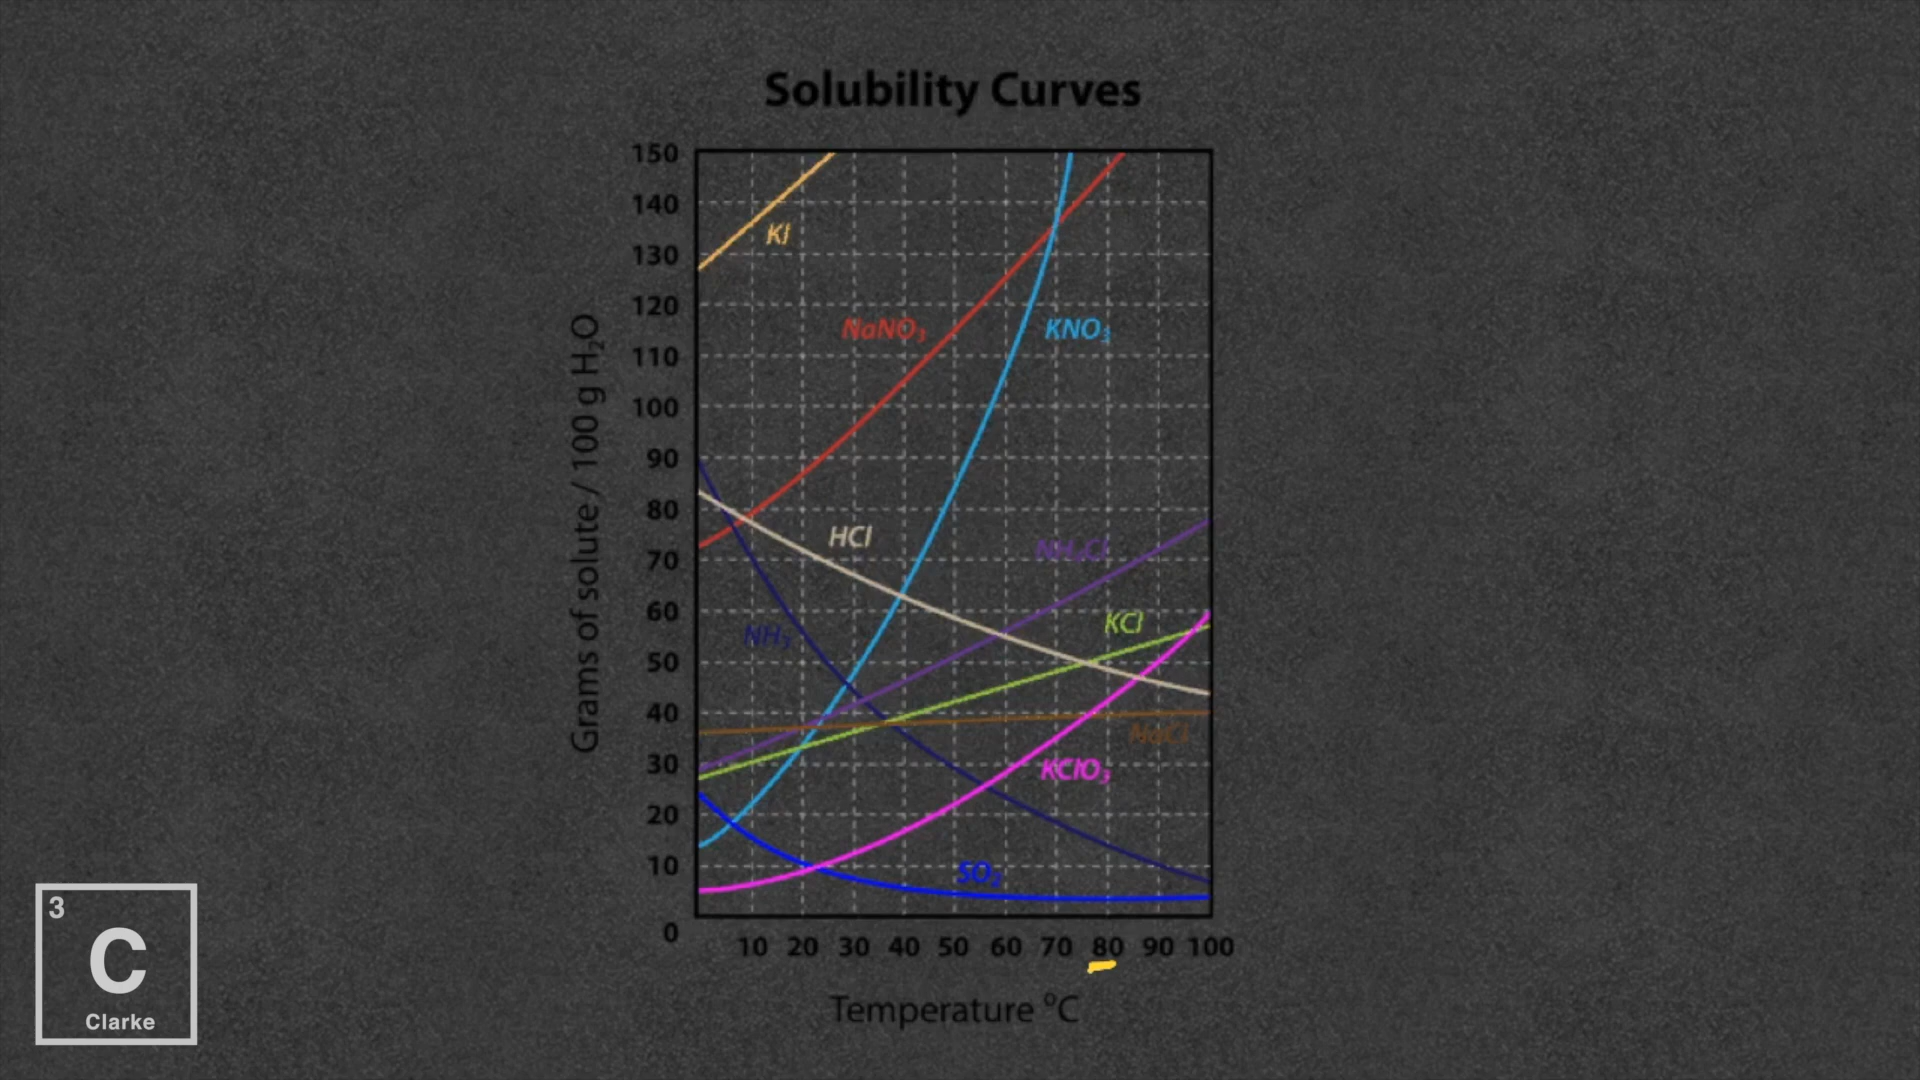 Solubility Curves
150
140
130
120
110
100
90
80
70
60
50
40
30
20
10
0
Grams of solute / 100 g H₂O
KI
NaNO₃
KNO₃
HCl
NH₄Cl
NH₃
KCl
NaCl
KClO₃
SO₂
10 20 30 40 50 60 70 80 90 100
Temperature °C
3
C
Clarke